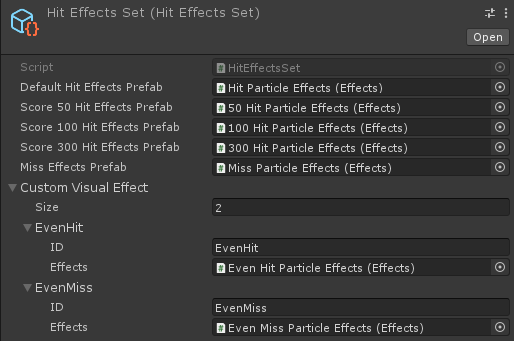 Hit Effects Set (Hit Effects Set)
Open
Script HitEffectsSet
Default Hit Effects Prefab Hit Particle Effects (Effects)
Score 50 Hit Effects Prefab 50 Hit Particle Effects (Effects)
Score 100 Hit Effects Prefab 100 Hit Particle Effects (Effects)
Score 300 Hit Effects Prefab 300 Hit Particle Effects (Effects)
Miss Effects Prefab Miss Particle Effects (Effects)
Custom Visual Effect
Size 2
EvenHit
ID EvenHit
Effects Even Hit Particle Effects (Effects)
EvenMiss
ID EvenMiss
Effects Even Miss Particle Effects (Effects)